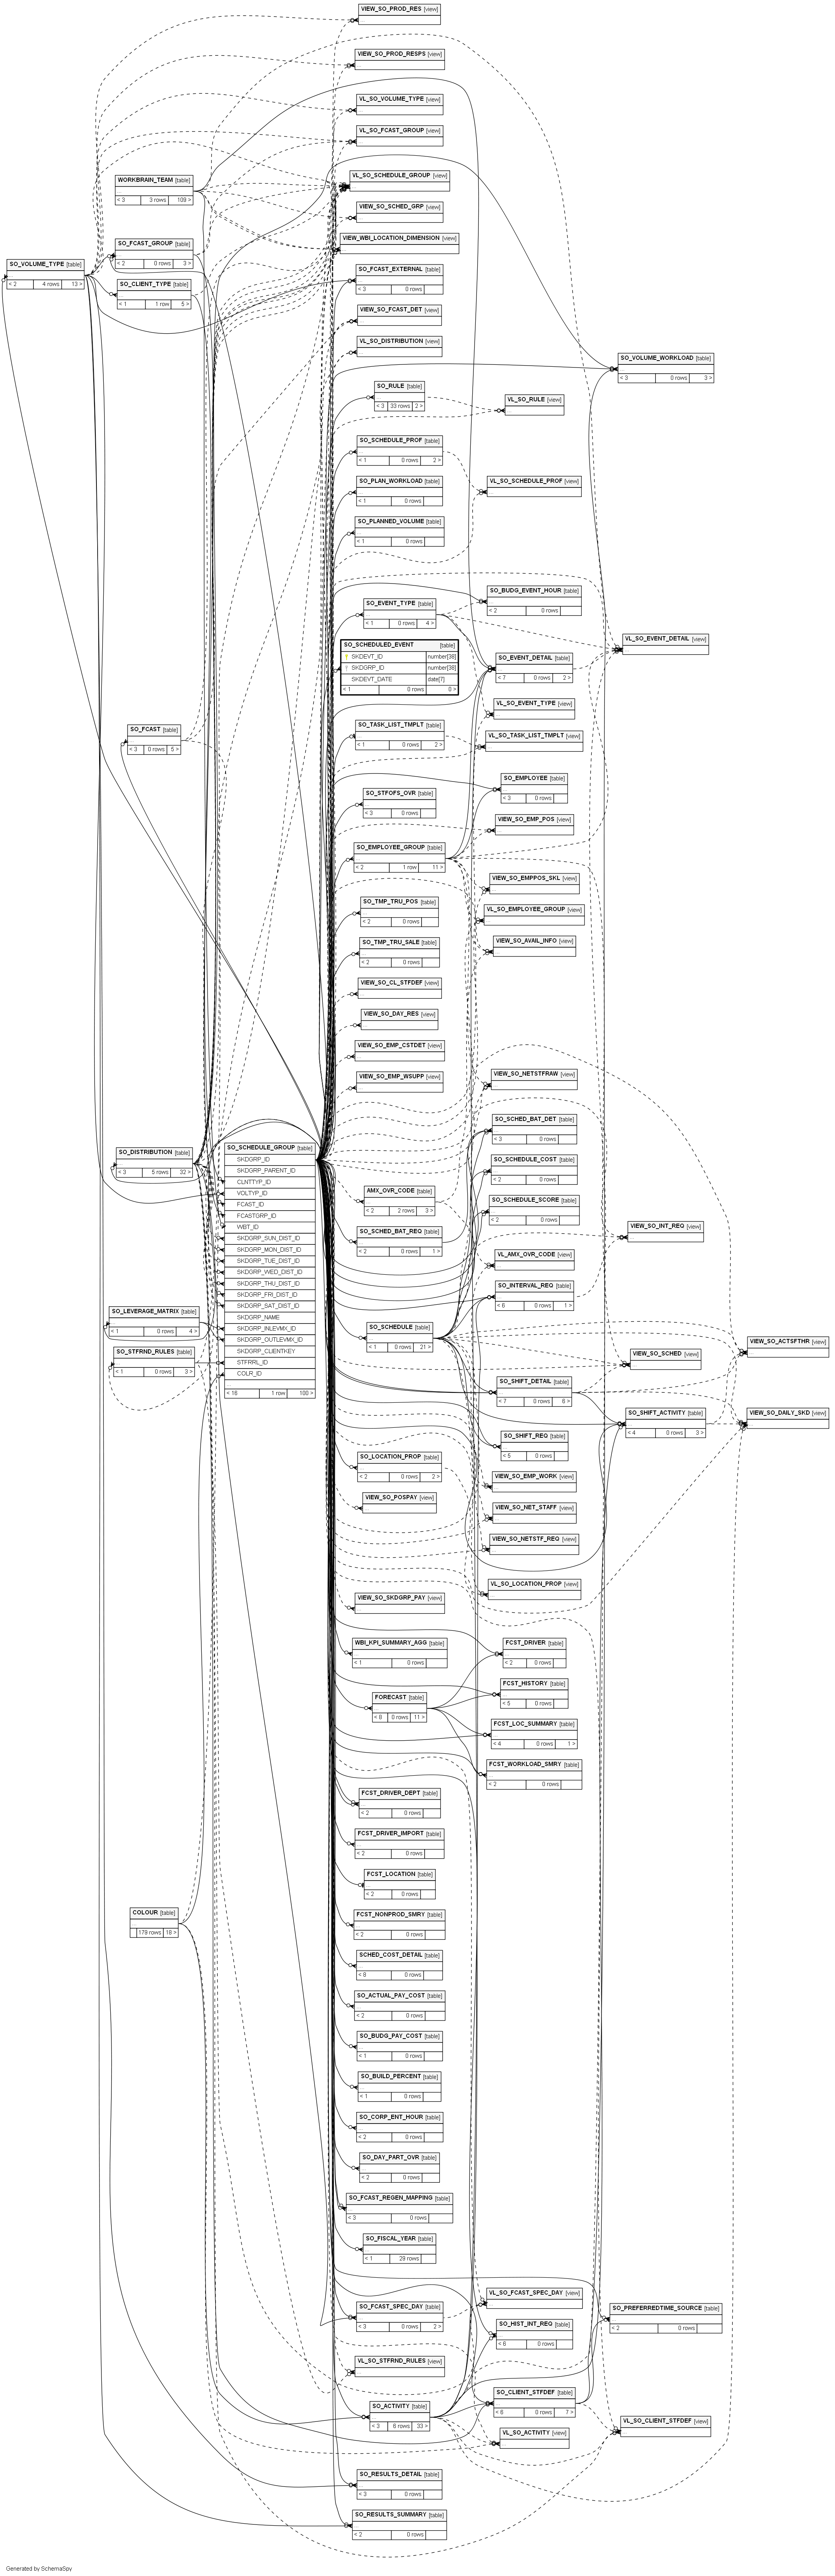 VIEW_SO_PROD_RES [view]
...
VIEW_SO_PROD_RESPS [view]
...
VL_SO_VOLUME_TYPE [view]
...
VL_SO_FCAST_GROUP [view]
...
WORKBRAIN_TEAM [table]
...
< 3 3 rows 109 >
VL_SO_SCHEDULE_GROUP [view]
...
VIEW_SO_SCHED_GRP [view]
...
SO_FCAST_GROUP [table]
...
< 2 0 rows 3 >
VIEW_WBI_LOCATION_DIMENSION [view]
...
SO_VOLUME_TYPE [table]
...
< 2 4 rows 13 >
SO_CLIENT_TYPE [table]
...
< 1 1 row 5 >
SO_FCAST_EXTERNAL [table]
...
< 3 0 rows
VIEW_SO_FCAST_DET [view]
...
VL_SO_DISTRIBUTION [view]
...
SO_VOLUME_WORKLOAD [table]
...
< 3 0 rows 3 >
SO_RULE [table]
...
< 3 33 rows 2 >
VL_SO_RULE [view]
...
SO_SCHEDULE_PROF [table]
...
< 1 0 rows 2 >
VL_SO_SCHEDULE_PROF [view]
...
SO_PLAN_WORKLOAD [table]
...
< 1 0 rows
SO_PLANNED_VOLUME [table]
...
< 1 0 rows
SO_BUDG_EVENT_HOUR [table]
...
< 2 0 rows
SO_EVENT_TYPE [table]
...
< 1 0 rows 4 >
VL_SO_EVENT_DETAIL [view]
...
SO_SCHEDULED_EVENT [table]
SKDEVT_ID number[38]
SKDGRP_ID number[38]
SKDEVT_DATE date[7]
< 1 0 rows 0 >
SO_EVENT_DETAIL [table]
...
< 7 0 rows 2 >
VL_SO_EVENT_TYPE [view]
...
SO_FCAST [table]
...
< 3 0 rows 5 >
SO_TASK_LIST_TMPLT [table]
...
< 1 0 rows 2 >
VL_SO_TASK_LIST_TMPLT [view]
...
SO_EMPLOYEE [table]
...
< 3 0 rows
SO_STFOFS_OVR [table]
...
< 3 0 rows
VIEW_SO_EMP_POS [view]
...
SO_EMPLOYEE_GROUP [table]
...
< 2 1 row 11 >
VIEW_SO_EMPPOS_SKL [view]
...
SO_TMP_TRU_POS [table]
...
< 2 0 rows
VL_SO_EMPLOYEE_GROUP [view]
...
SO_TMP_TRU_SALE [table]
...
< 2 0 rows
VIEW_SO_AVAIL_INFO [view]
...
VIEW_SO_CL_STFDEF [view]
...
VIEW_SO_DAY_RES [view]
...
VIEW_SO_EMP_CSTDET [view]
...
VIEW_SO_EMP_WSUPP [view]
...
VIEW_SO_NETSTFRAW [view]
...
SO_SCHED_BAT_DET [table]
...
< 3 0 rows
SO_DISTRIBUTION [table]
...
< 3 5 rows 32 >
SO_SCHEDULE_GROUP [table]
SKDGRP_ID
SKDGRP_PARENT_ID
CLNTTYP_ID
VOLTYP_ID
FCAST_ID
FCASTGRP_ID
WBT_ID
SKDGRP_SUN_DIST_ID
SKDGRP_MON_DIST_ID
SKDGRP_TUE_DIST_ID
SKDGRP_WED_DIST_ID
SKDGRP_THU_DIST_ID
SKDGRP_FRI_DIST_ID
SKDGRP_SAT_DIST_ID
SKDGRP_NAME
SKDGRP_INLEVMX_ID
SKDGRP_OUTLEVMX_ID
SKDGRP_CLIENTKEY
STFRRL_ID
COLR_ID
...
< 16 1 row 100 >
SO_SCHEDULE_COST [table]
...
< 2 0 rows
AMX_OVR_CODE [table]
...
< 2 2 rows 3 >
SO_SCHEDULE_SCORE [table]
...
< 2 0 rows
SO_SCHED_BAT_REQ [table]
...
< 2 0 rows 1 >
VIEW_SO_INT_REQ [view]
...
VL_AMX_OVR_CODE [view]
...
SO_INTERVAL_REQ [table]
...
< 6 0 rows 1 >
SO_LEVERAGE_MATRIX [table]
...
< 1 0 rows 4 >
SO_SCHEDULE [table]
...
< 1 0 rows 21 >
VIEW_SO_ACTSFTHR [view]
...
SO_STFRND_RULES [table]
...
< 1 0 rows 3 >
VIEW_SO_SCHED [view]
...
SO_SHIFT_DETAIL [table]
...
< 7 0 rows 6 >
SO_SHIFT_ACTIVITY [table]
...
< 4 0 rows 3 >
VIEW_SO_DAILY_SKD [view]
...
SO_SHIFT_REQ [table]
...
< 5 0 rows
SO_LOCATION_PROP [table]
...
< 2 0 rows 2 >
VIEW_SO_EMP_WORK [view]
...
VIEW_SO_POSPAY [view]
...
VIEW_SO_NET_STAFF [view]
...
VIEW_SO_NETSTF_REQ [view]
...
VL_SO_LOCATION_PROP [view]
...
VIEW_SO_SKDGRP_PAY [view]
...
WBI_KPI_SUMMARY_AGG [table]
...
< 1 0 rows
FCST_DRIVER [table]
...
< 2 0 rows
FCST_HISTORY [table]
...
< 5 0 rows
FORECAST [table]
...
< 8 0 rows 11 >
FCST_LOC_SUMMARY [table]
...
< 4 0 rows 1 >
FCST_WORKLOAD_SMRY [table]
...
< 2 0 rows
FCST_DRIVER_DEPT [table]
...
< 2 0 rows
FCST_DRIVER_IMPORT [table]
...
< 2 0 rows
FCST_LOCATION [table]
...
< 2 0 rows
COLOUR [table]
...
179 rows 18 >
FCST_NONPROD_SMRY [table]
...
< 2 0 rows
SCHED_COST_DETAIL [table]
...
< 8 0 rows
SO_ACTUAL_PAY_COST [table]
...
< 2 0 rows
SO_BUDG_PAY_COST [table]
...
< 1 0 rows
SO_BUILD_PERCENT [table]
...
< 1 0 rows
SO_CORP_ENT_HOUR [table]
...
< 2 0 rows
SO_DAY_PART_OVR [table]
...
< 2 0 rows
SO_FCAST_REGEN_MAPPING [table]
...
< 3 0 rows
SO_FISCAL_YEAR [table]
...
< 1 29 rows
VL_SO_FCAST_SPEC_DAY [view]
...
SO_FCAST_SPEC_DAY [table]
...
< 3 0 rows 2 >
SO_PREFERREDTIME_SOURCE [table]
...
< 2 0 rows
SO_HIST_INT_REQ [table]
...
< 6 0 rows
VL_SO_STFRND_RULES [view]
...
SO_CLIENT_STFDEF [table]
...
< 6 0 rows 7 >
SO_ACTIVITY [table]
...
< 3 6 rows 33 >
VL_SO_CLIENT_STFDEF [view]
...
VL_SO_ACTIVITY [view]
...
SO_RESULTS_DETAIL [table]
...
< 3 0 rows
SO_RESULTS_SUMMARY [table]
...
< 2 0 rows
Generated by SchemaSpy